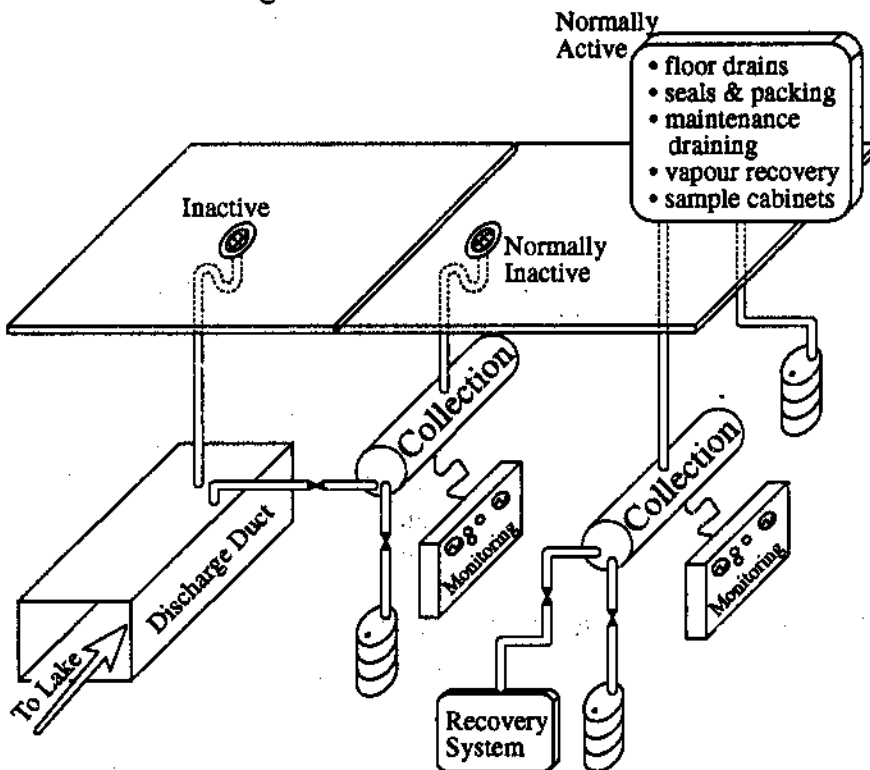 Normally
Active
• floor drains
• seals & packing
• maintenance
draining
• vapour recovery
• sample cabinets
Inactive
Normally
Inactive
Collection
Collection
Monitoring
Monitoring
Discharge Duct
To Lake
Recovery
System